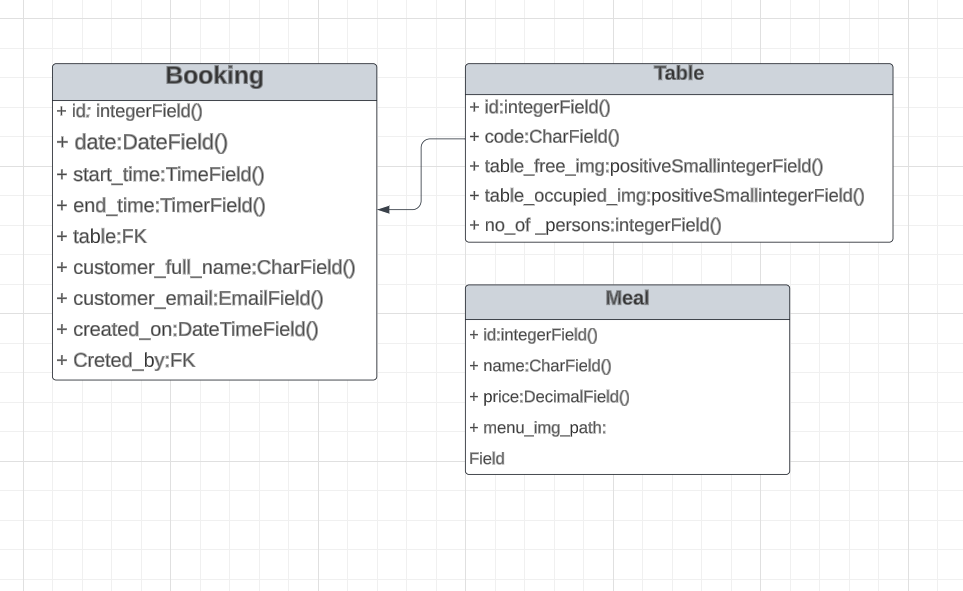 Booking
+ id: integerField()
+ date:DateField()
+ start_time:TimeField()
+ end_time:TimerField()
+ table:FK
+ customer_full_name:CharField()
+ customer_email:EmailField()
+ created_on:DateTimeField()
+ Creted_by:FK
Table
+ id:integerField()
+ code:CharField()
+ table_free_img:positiveSmallintegerField()
+ table_occupied_img:positiveSmallintegerField()
+ no_of _persons:integerField()
Meal
+ id:integerField()
+ name:CharField()
+ price:DecimalField()
+ menu_img_path:
Field